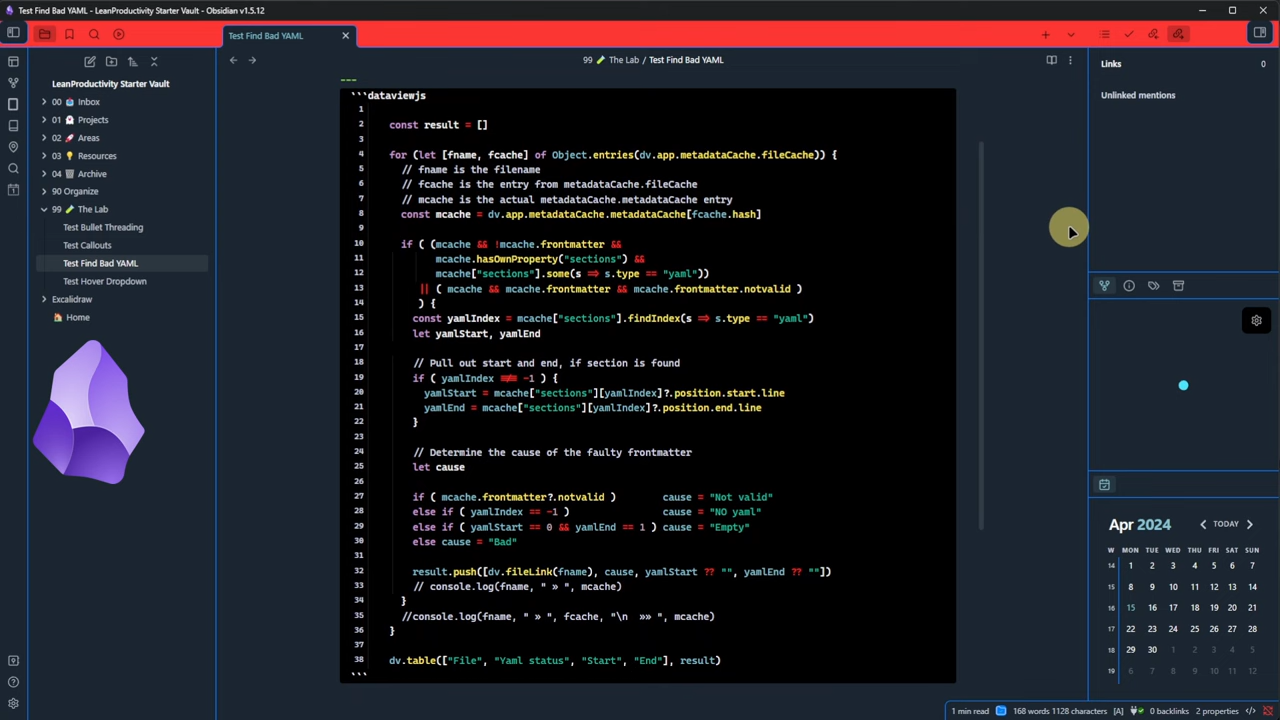 Test Find Bad YAML - LeanProductivity Starter Vault - Obsidian v1.5.12
Test Find Bad YAML
99 🧪 The Lab / Test Find Bad YAML
LeanProductivity Starter Vault
00 📥 Inbox
01 Projects
02 🚀 Areas
03 💡 Resources
04 Archive
90 Organize
99 🧪 The Lab
Test Bullet Threading
Test Callouts
Test Find Bad YAML
Test Hover Dropdown
Excalidraw
🏠 Home
---
```dataviewjs
1
2 const result = []
3
4 for (let [fname, fcache] of Object.entries(dv.app.metadataCache.fileCache)) {
5 // fname is the filename
6 // fcache is the entry from metadataCache.fileCache
7 // mcache is the actual metadataCache.metadataCache entry
8 const mcache = dv.app.metadataCache.metadataCache[fcache.hash]
9
10 if ( (mcache && !mcache.frontmatter &&
11 mcache.hasOwnProperty("sections") &&
12 mcache["sections"].some(s => s.type == "yaml"))
13 || ( mcache && mcache.frontmatter && mcache.frontmatter.notvalid )
14 ) {
15 const yamlIndex = mcache["sections"].findIndex(s => s.type == "yaml")
16 let yamlStart, yamlEnd
17
18 // Pull out start and end, if section is found
19 if ( yamlIndex !== -1 ) {
20 yamlStart = mcache["sections"][yamlIndex]?.position.start.line
21 yamlEnd = mcache["sections"][yamlIndex]?.position.end.line
22 }
23
24 // Determine the cause of the faulty frontmatter
25 let cause
26
27 if ( mcache.frontmatter?.notvalid ) cause = "Not valid"
28 else if ( yamlIndex == -1 ) cause = "NO yaml"
29 else if ( yamlStart == 0 && yamlEnd == 1 ) cause = "Empty"
30 else cause = "Bad"
31
32 result.push([dv.fileLink(fname), cause, yamlStart ?? "", yamlEnd ?? ""])
33 // console.log(fname, " » ", mcache)
34 }
35 //console.log(fname, " » ", fcache, "\n »» ", mcache)
36 }
37
38 dv.table(["File", "Yaml status", "Start", "End"], result)
```
Links 0
Unlinked mentions
Apr 2024 TODAY
W MON TUE WED THU FRI SAT SUN
14 1 2 3 4 5 6 7
15 8 9 10 11 12 13 14
16 15 16 17 18 19 20 21
17 22 23 24 25 26 27 28
18 29 30 1 2 3 4 5
19 6 7 8 9 10 11 12
1 min read 168 words 1128 characters [A] 0 backlinks 2 properties </>